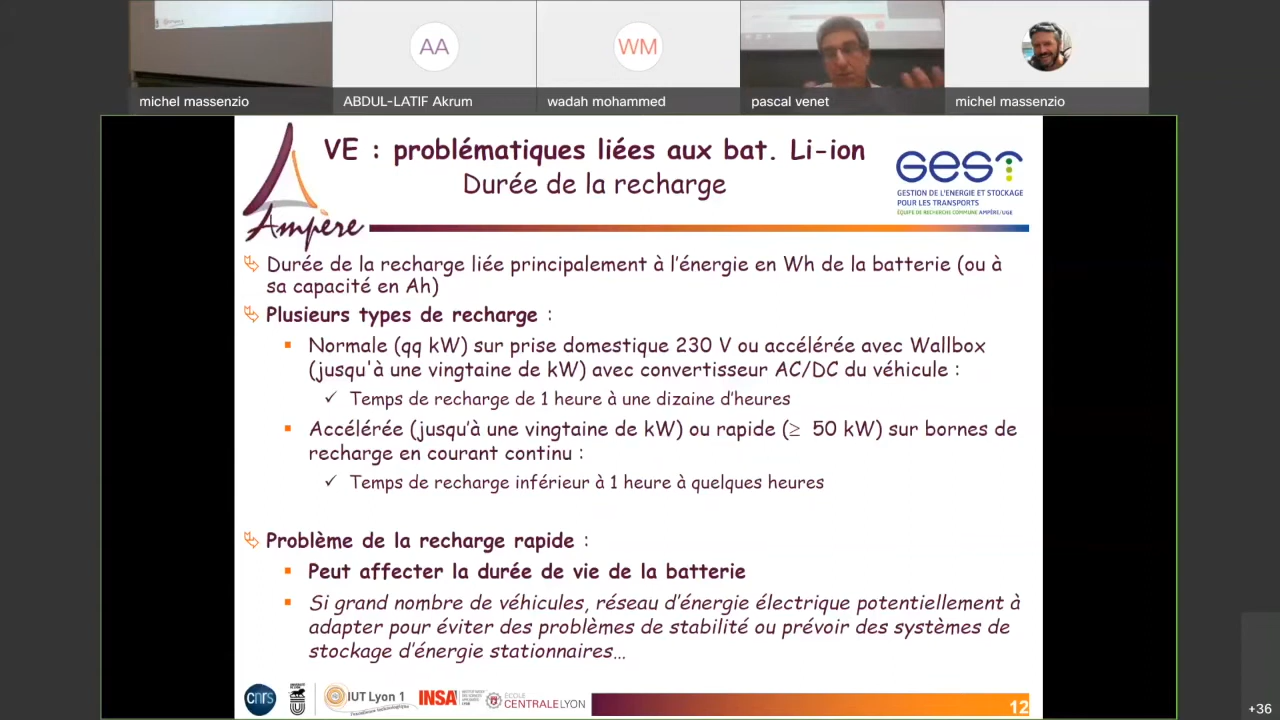 AA
WM
michel massenzio
ABDUL-LATIF Akrum
wadah mohammed
pascal venet
michel massenzio
VE : problématiques liées aux bat. Li-ion
Durée de la recharge
Ampère
GEST
GESTION DE L'ENERGIE ET STOCKAGE
POUR LES TRANSPORTS
ÉQUIPE DE RECHERCHE COMMUNE AMPÈRE/UGE
Durée de la recharge liée principalement à l'énergie en Wh de la batterie (ou à
sa capacité en Ah)
Plusieurs types de recharge :
Normale (qq kW) sur prise domestique 230 V ou accélérée avec Wallbox
(jusqu'à une vingtaine de kW) avec convertisseur AC/DC du véhicule :
✓ Temps de recharge de 1 heure à une dizaine d'heures
Accélérée (jusqu'à une vingtaine de kW) ou rapide (≥ 50 kW) sur bornes de
recharge en courant continu :
✓ Temps de recharge inférieur à 1 heure à quelques heures
Problème de la recharge rapide :
Peut affecter la durée de vie de la batterie
Si grand nombre de véhicules, réseau d'énergie électrique potentiellement à
adapter pour éviter des problèmes de stabilité ou prévoir des systèmes de
stockage d'énergie stationnaires…
cnrs
IUT Lyon 1
INSA
ECOLE
CENTRALELYON
12
+36